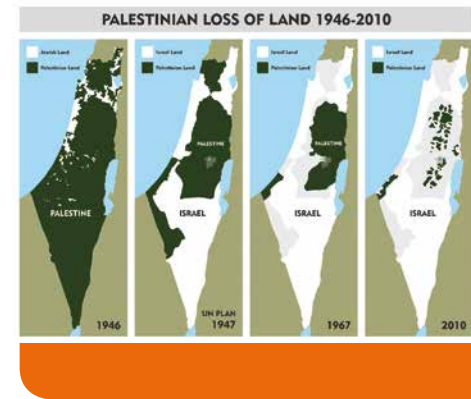 PALESTINIAN LOSS OF LAND 1946-2010
Jewish Land
Palestinian Land
PALESTINE
1946
Israeli Land
Palestinian Land
PALESTINE
ISRAEL
UN PLAN
1947
Israeli Land
Palestinian Land
PALESTINE
ISRAEL
1967
Israeli Land
Palestinian Land
ISRAEL
2010